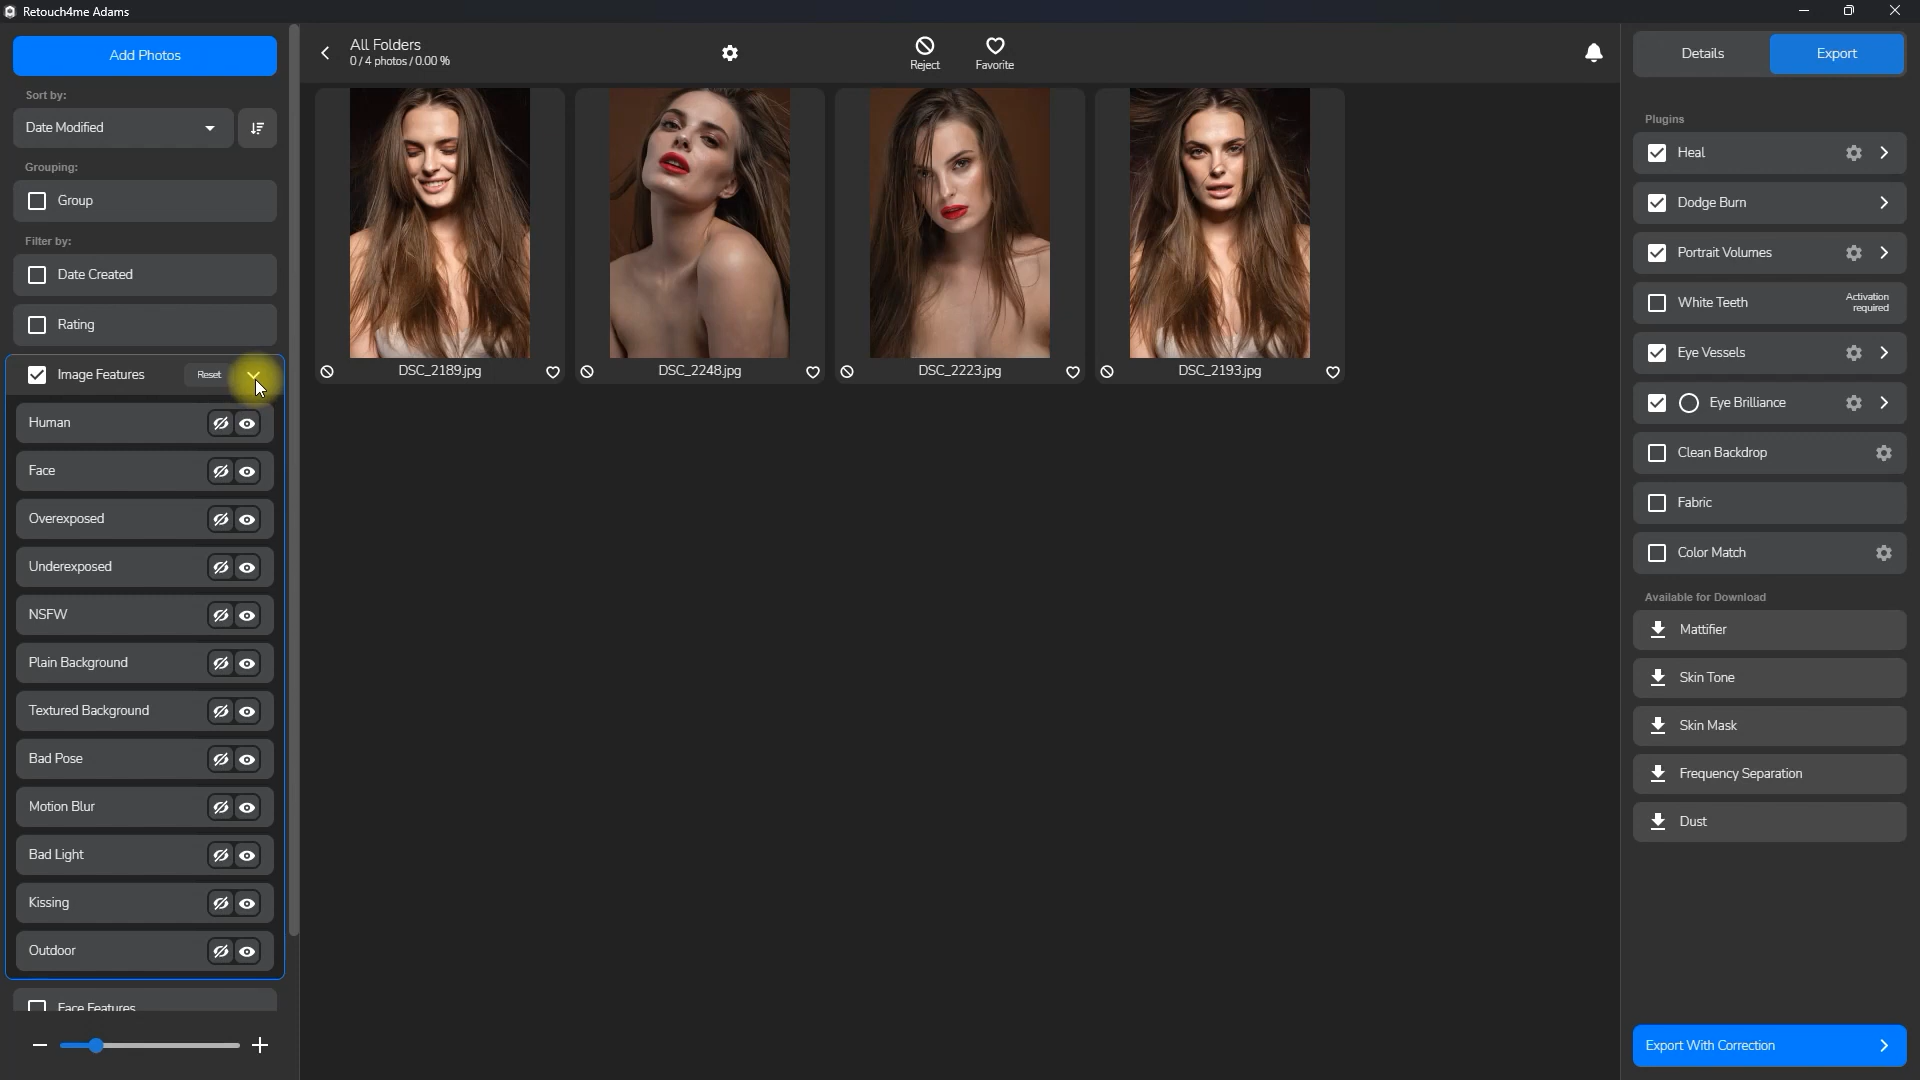 Retouch4me Adams
Add Photos
Sort by:
Date Modified
Grouping:
Group
Filter by:
Date Created
Rating
Image Features
Reset
Human
Face
Overexposed
Underexposed
NSFW
Plain Background
Textured Background
Bad Pose
Motion Blur
Bad Light
Kissing
Outdoor
Face Features
All Folders
0 / 4 photos / 0.00 %
Reject
Favorite
DSC_2189.jpg
DSC_2248.jpg
DSC_2223.jpg
DSC_2193.jpg
Details
Export
Plugins
Heal
Dodge Burn
Portrait Volumes
White Teeth
Activation
required
Eye Vessels
Eye Brilliance
Clean Backdrop
Fabric
Color Match
Available for Download
Mattifier
Skin Tone
Skin Mask
Frequency Separation
Dust
Export With Correction